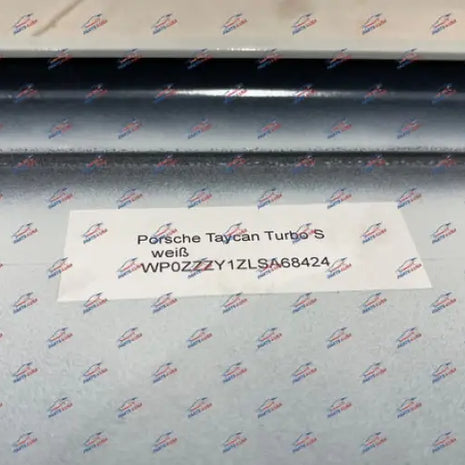 Porsche Taycan Turbo S
weiß
WP0ZZZY1ZLSA68424